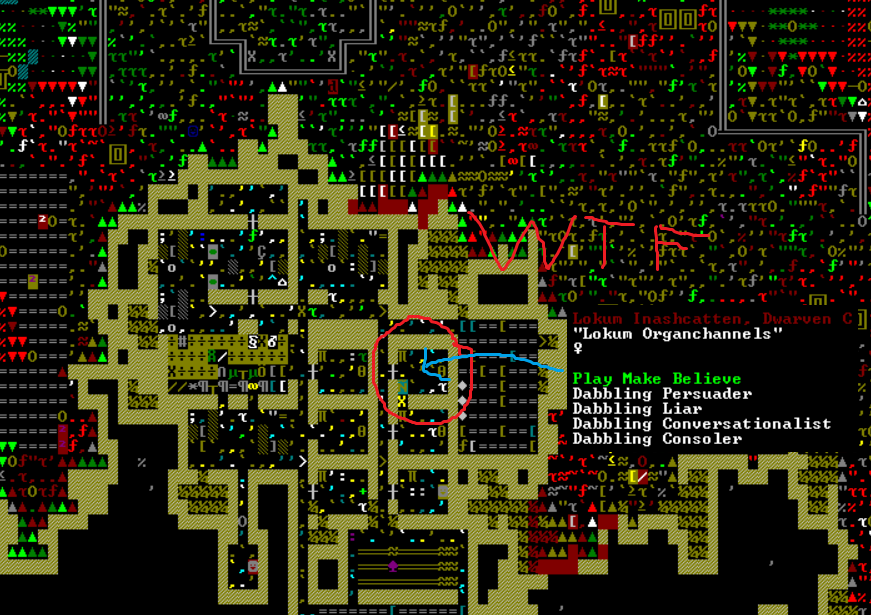 WTF
Lokum Inashcatten, Dwarven C
"Lokum Organchannels"
♀
Play Make Believe
Dabbling Persuader
Dabbling Liar
Dabbling Conversationalist
Dabbling Consoler